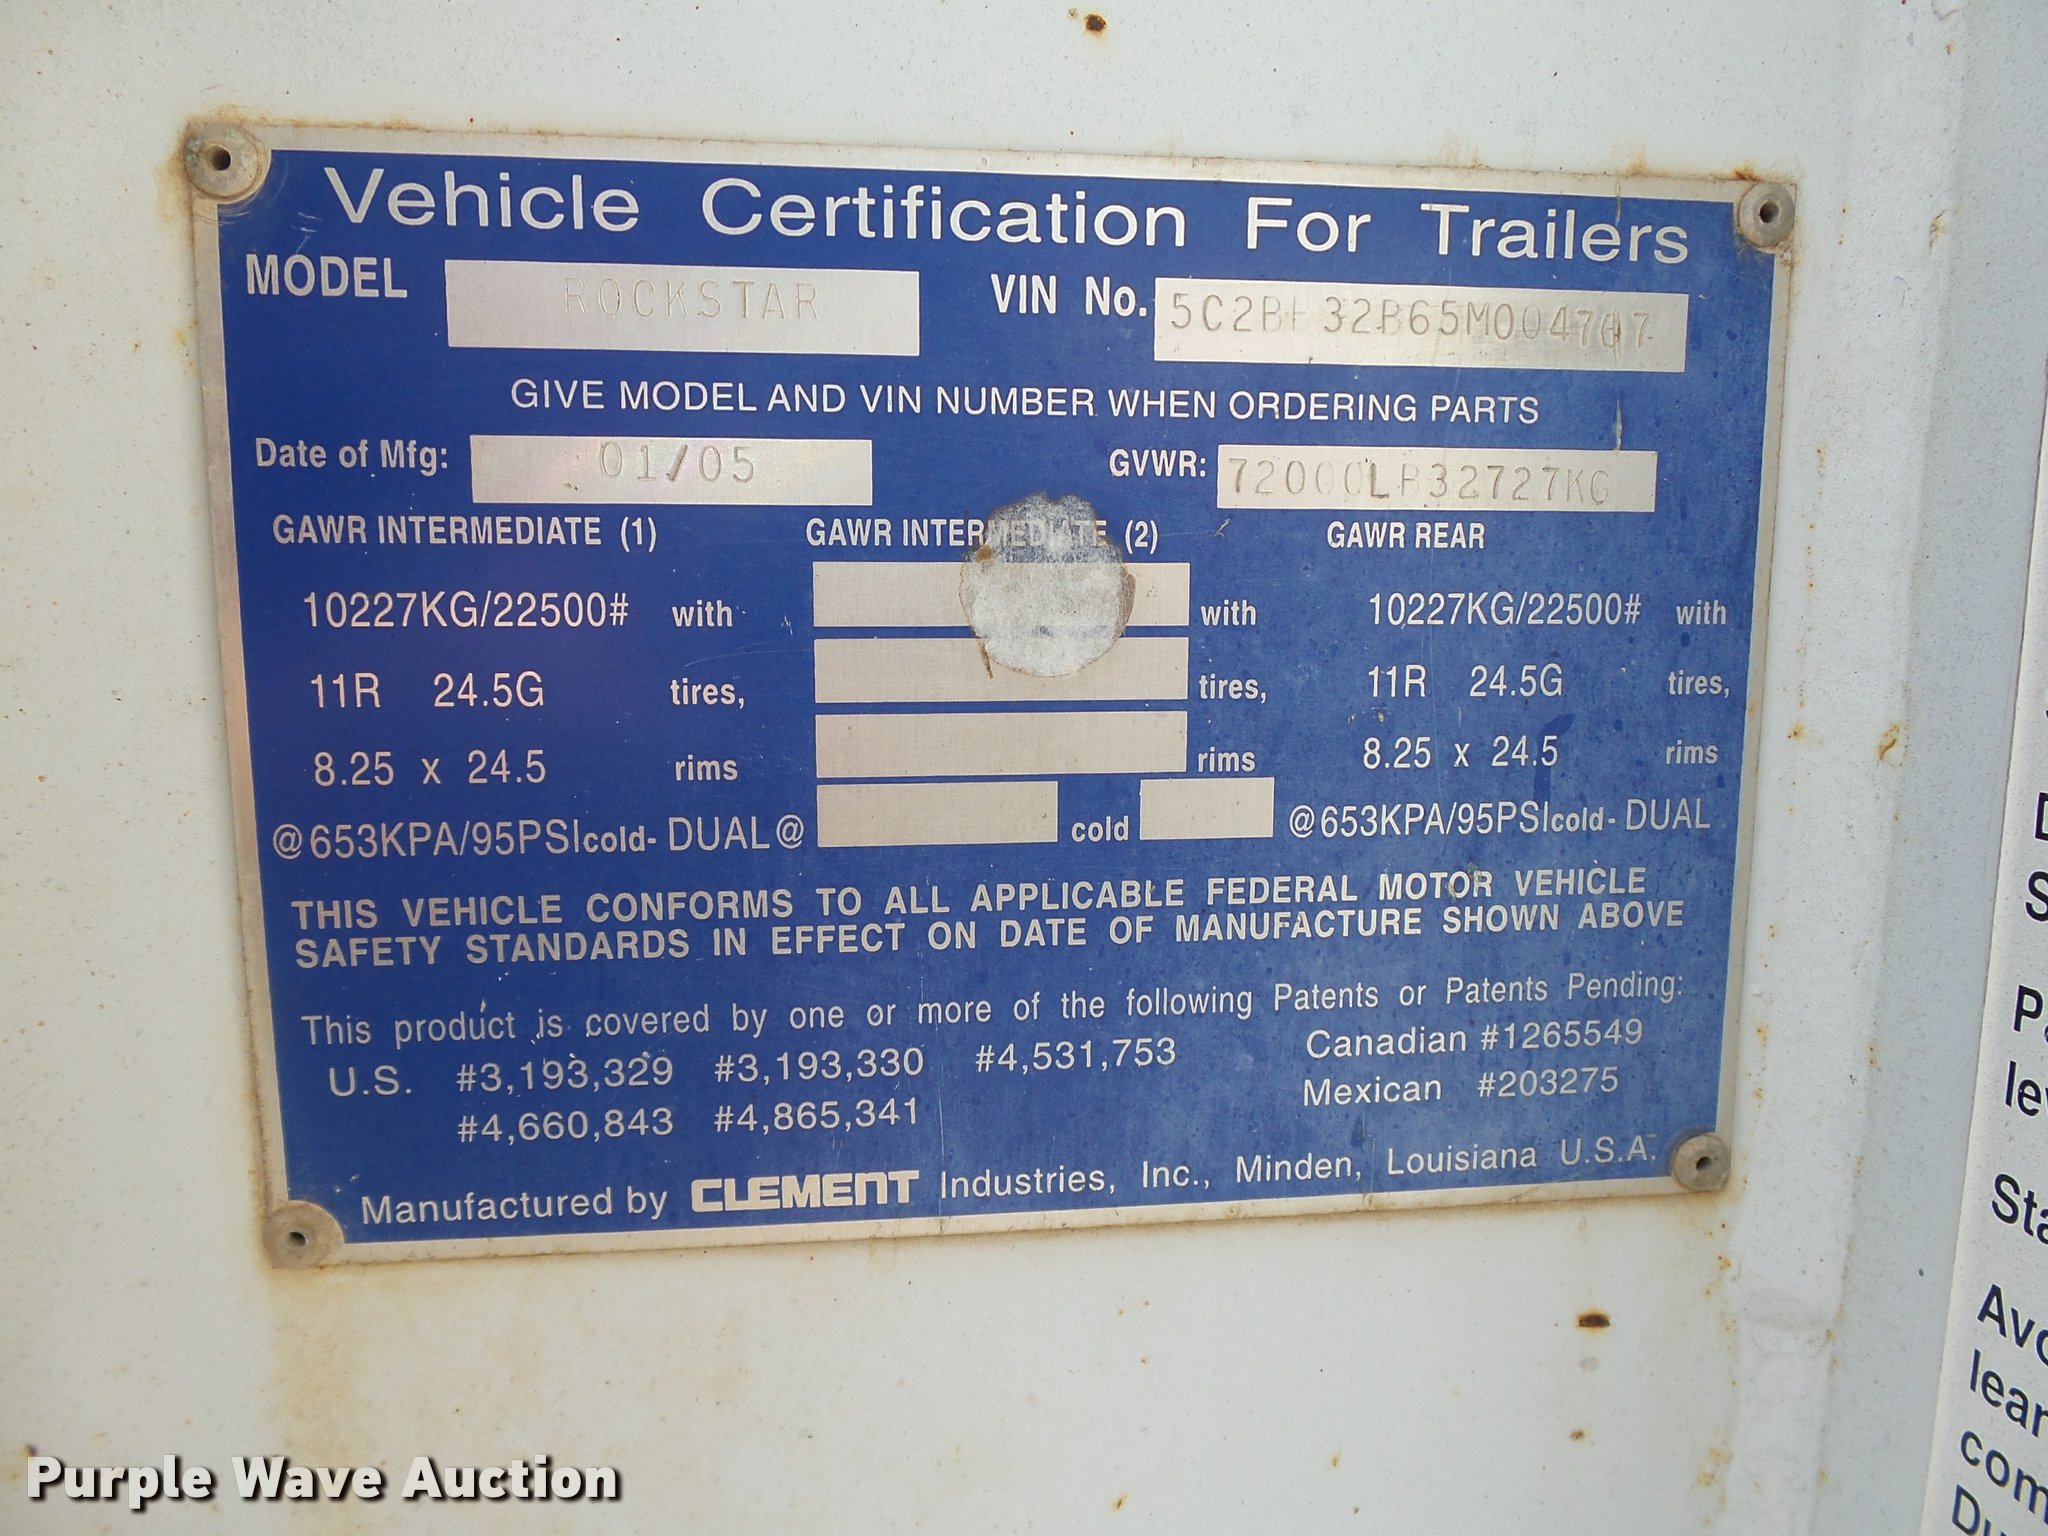 Vehicle Certification For Trailers
MODEL ROCKSTAR VIN No.
GIVE MODEL AND VIN NUMBER WHEN ORDERING PARTS
Date of Mfg: 01/05 GVWR: 72000LB32727KG
GAWR INTERMEDIATE (1) GAWR INTERMEDIATE (2) GAWR REAR
10227KG/22500# with with 10227KG/22500# with
11R 24.5G tires, tires, 11R 24.5G tires,
8.25 x 24.5 rims rims 8.25 x 24.5 rims
@653KPA/95PSIcold- DUAL@ cold @653KPA/95PSIcold- DUAL
THIS VEHICLE CONFORMS TO ALL APPLICABLE FEDERAL MOTOR VEHICLE
SAFETY STANDARDS IN EFFECT ON DATE OF MANUFACTURE SHOWN ABOVE
This product is covered by one or more of the following Patents or Patents Pending:
U.S. #3,193,329 #3,193,330 #4,531,753 Canadian #1265549
#4,660,843 #4,865,341 Mexican #203275
Manufactured by CLEMENT Industries, Inc., Minden, Louisiana U.S.A.
Purple Wave Auction